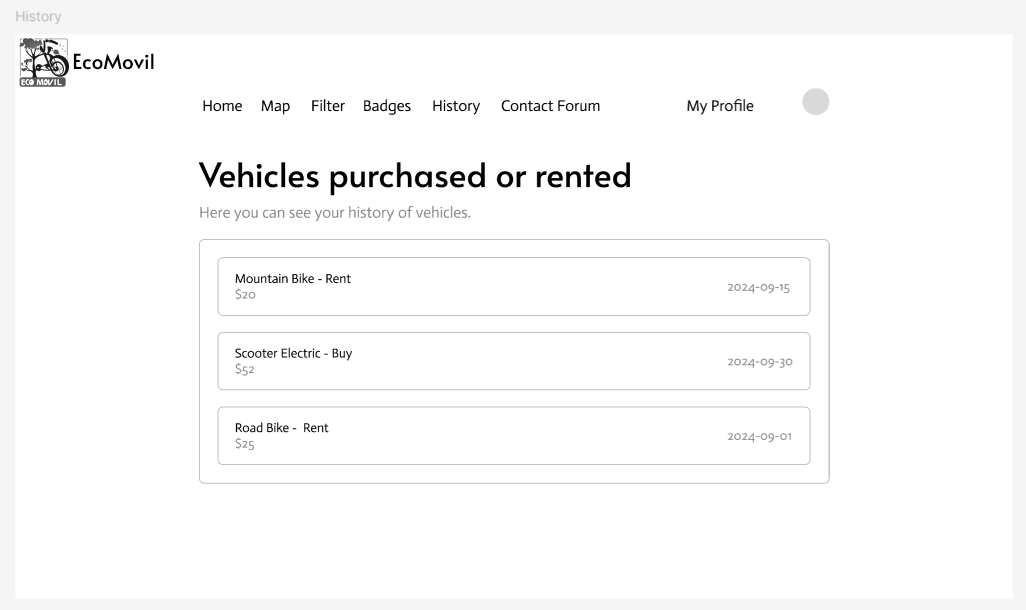 History
ECO MOVIL
EcoMovil
Home Map Filter Badges History Contact Forum My Profile
Vehicles purchased or rented
Here you can see your history of vehicles.
Mountain Bike - Rent
$20
2024-09-15
Scooter Electric - Buy
$52
2024-09-30
Road Bike - Rent
$25
2024-09-01